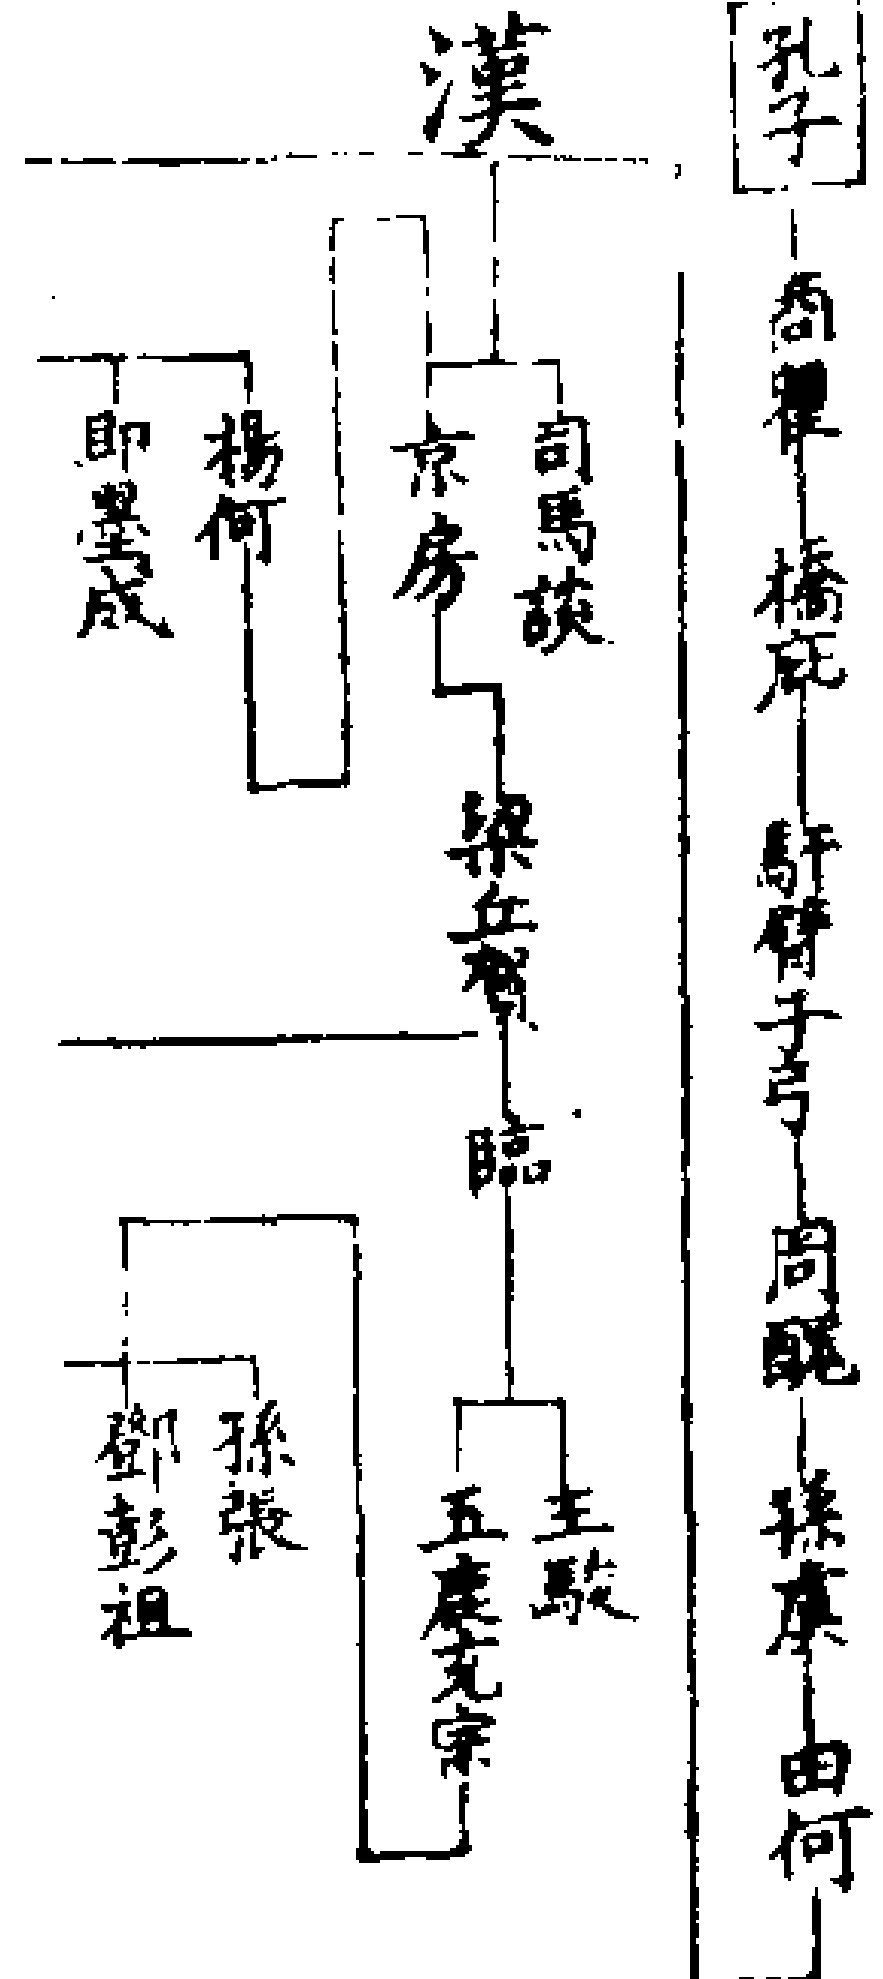 孔子
商瞿
橋庇
馯臂子弓
周醜
孫虞
田何
漢
司馬談
京房
梁丘賀
臨
王駿
五鹿充宗
楊何
即墨成
孫張
鄧彭祖